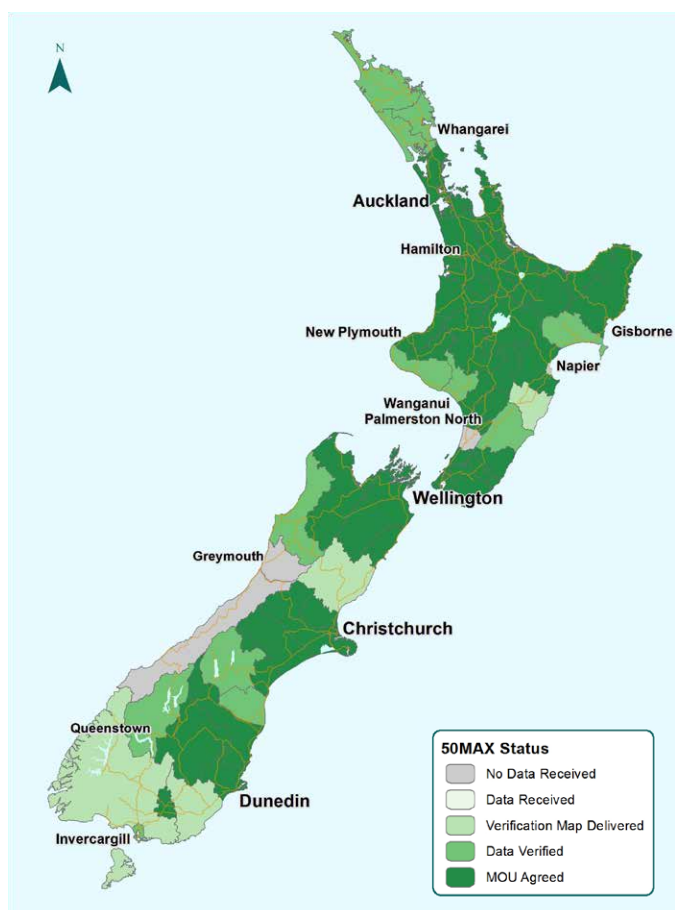 N
Whangarei
Auckland
Hamilton
New Plymouth
Gisborne
Napier
Wanganui
Palmerston North
Wellington
Greymouth
Christchurch
Queenstown
Dunedin
Invercargill
50MAX Status
No Data Received
Data Received
Verification Map Delivered
Data Verified
MOU Agreed